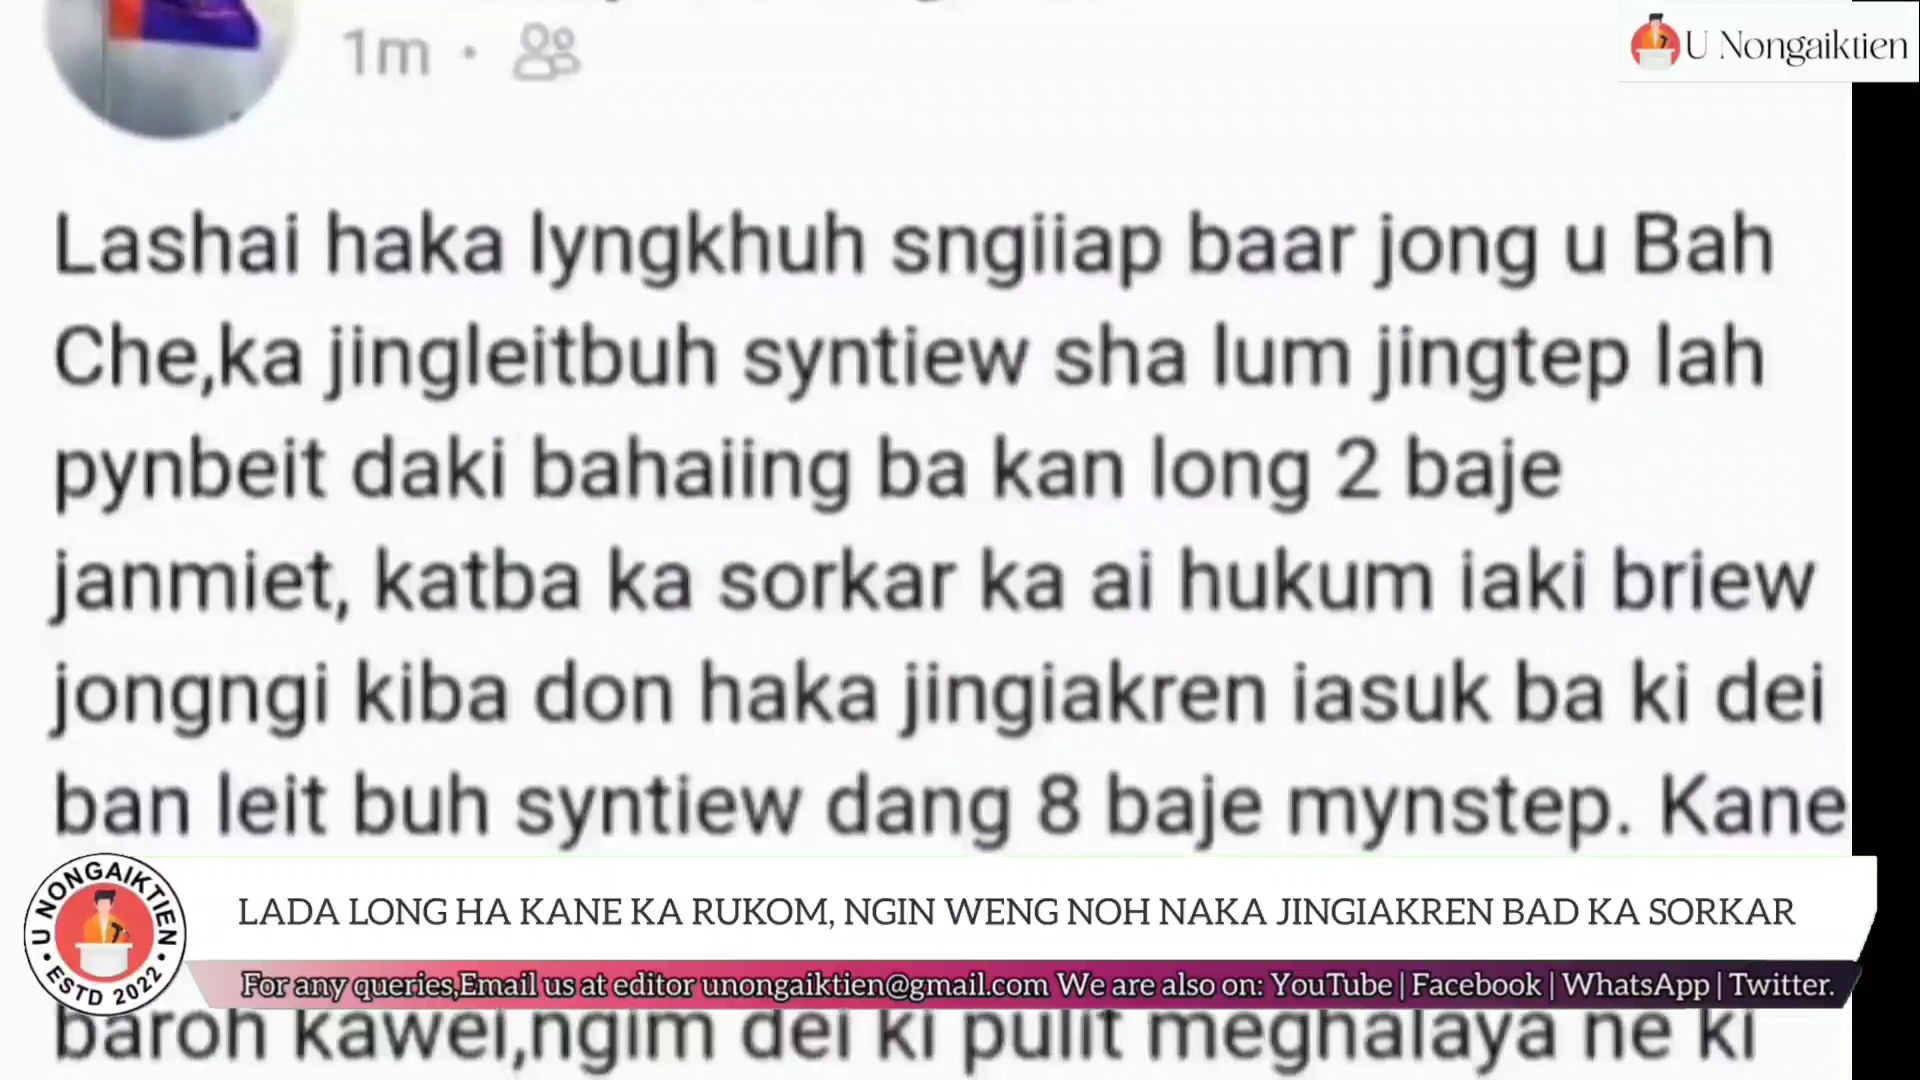 1m
U Nongaiktien
Lashai haka lyngkhuh sngiiap baar jong u Bah
Che,ka jingleitbuh syntiew sha lum jingtep lah
pynbeit daki bahaiing ba kan long 2 baje
janmiet, katba ka sorkar ka ai hukum iaki briew
jongngi kiba don haka jingiakren iasuk ba ki dei
ban leit buh syntiew dang 8 baje mynstep. Kane
U NONGAIKTIEN
ESTD 2022
LADA LONG HA KANE KA RUKOM, NGIN WENG NOH NAKA JINGIAKREN BAD KA SORKAR
For any queries,Email us at editor unongaiktien@gmail.com We are also on: YouTube | Facebook | WhatsApp | Twitter.
baroh kawei,ngim dei ki pulit meghalaya ne ki